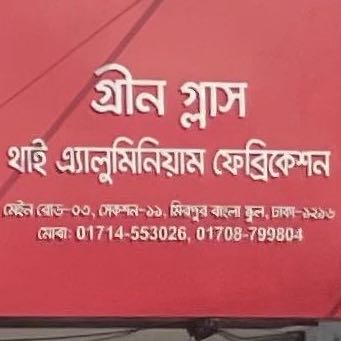 গ্রীন গ্লাস
থাই এ্যালুমিনিয়াম ফেব্রিকেশন
মেইন রোড-০৩, সেকশন-১১, মিরপুর বাংলা স্কুল, ঢাকা-১২১৬
মোবা: 01714-553026, 01708-799804